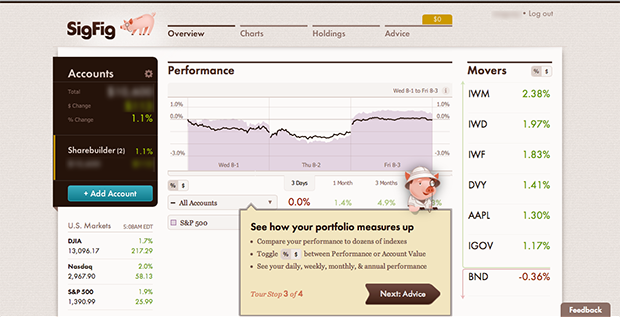 SigFig
Log out
$0
Overview
Charts
Holdings
Advice
Accounts
Total
$ Change
% Change
1.1%
Sharebuilder (2)
1.1%
+ Add Account
U.S. Markets
5:08AM EDT
DJIA
1.7%
13,096.17
217.29
Nasdaq
2.0%
2,967.90
58.13
S&P 500
1.9%
1,390.99
25.99
Performance
Wed 8-1 to Fri 8-3
1.0%
1.0%
0.0%
0.0%
-3.0%
-3.0%
Wed 8-1
Thu 8-2
Fri 8-3
% $
3 Days
1 Month
3 Months
All Accounts
0.0%
1.4%
4.9%
S&P 500
See how your portfolio measures up
• Compare your performance to dozens of indexes
• Toggle % $ between Performance or Account Value
• See your daily, weekly, monthly, & annual performance
Tour Stop 3 of 4
Next: Advice
Movers
% $
IWM
2.38%
IWD
1.97%
IWF
1.83%
DVY
1.41%
AAPL
1.30%
IGOV
1.17%
BND
-0.36%
Feedback